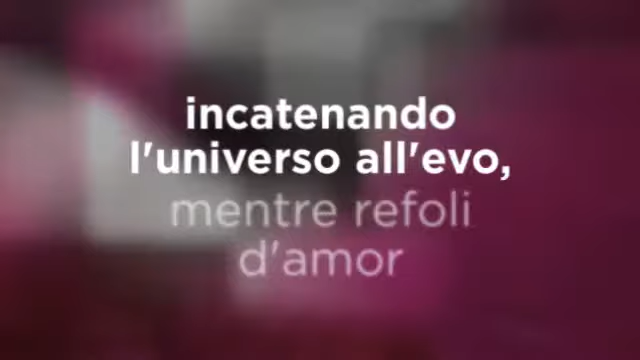 incatenando
l'universo all'evo,
mentre refoli
d'amor